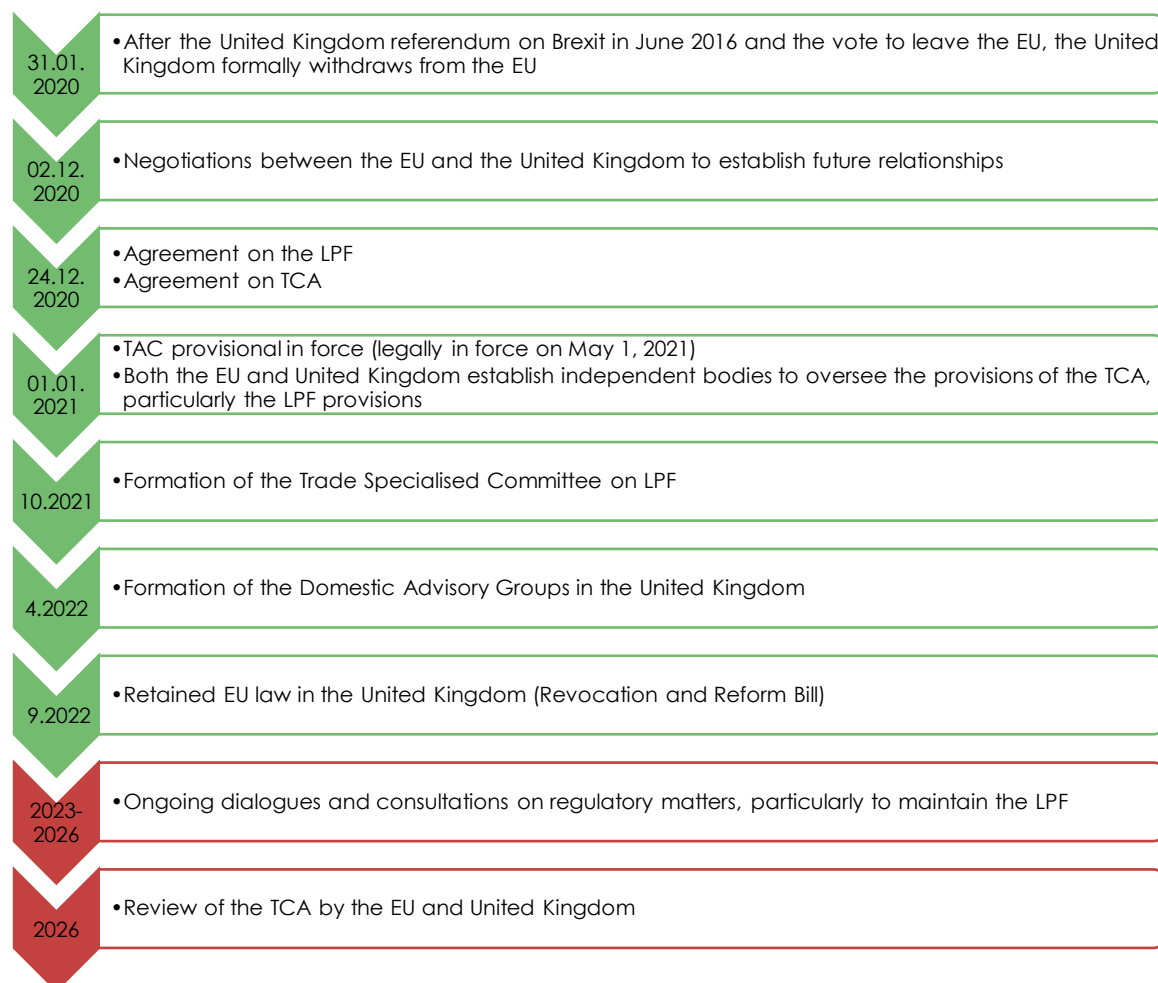 31.01.
2020
•After the United Kingdom referendum on Brexit in June 2016 and the vote to leave the EU, the United
Kingdom formally withdraws from the EU
02.12.
2020
•Negotiations between the EU and the United Kingdom to establish future relationships
24.12.
2020
•Agreement on the LPF
•Agreement on TCA
01.01.
2021
•TAC provisional in force (legally in force on May 1, 2021)
•Both the EU and United Kingdom establish independent bodies to oversee the provisions of the TCA,
particularly the LPF provisions
10.2021
•Formation of the Trade Specialised Committee on LPF
4.2022
•Formation of the Domestic Advisory Groups in the United Kingdom
9.2022
•Retained EU law in the United Kingdom (Revocation and Reform Bill)
2023-
2026
•Ongoing dialogues and consultations on regulatory matters, particularly to maintain the LPF
2026
•Review of the TCA by the EU and United Kingdom